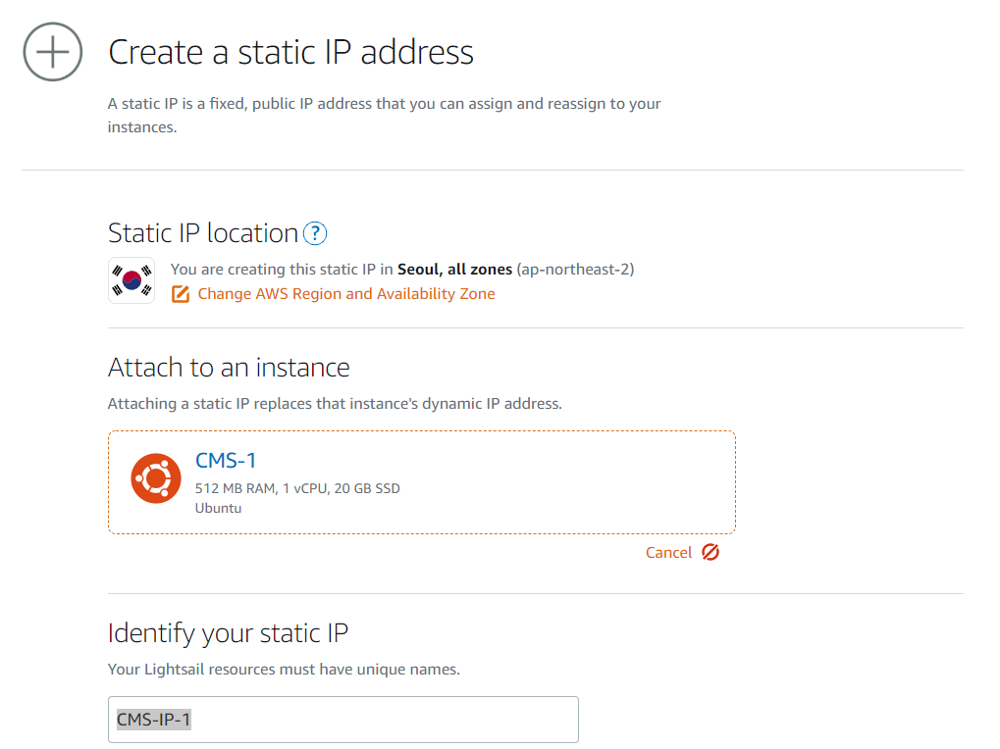 Create a static IP address
A static IP is a fixed, public IP address that you can assign and reassign to your
instances.
Static IP location ?
You are creating this static IP in Seoul, all zones (ap-northeast-2)
Change AWS Region and Availability Zone
Attach to an instance
Attaching a static IP replaces that instance's dynamic IP address.
CMS-1
512 MB RAM, 1 vCPU, 20 GB SSD
Ubuntu
Cancel
Identify your static IP
Your Lightsail resources must have unique names.
CMS-IP-1